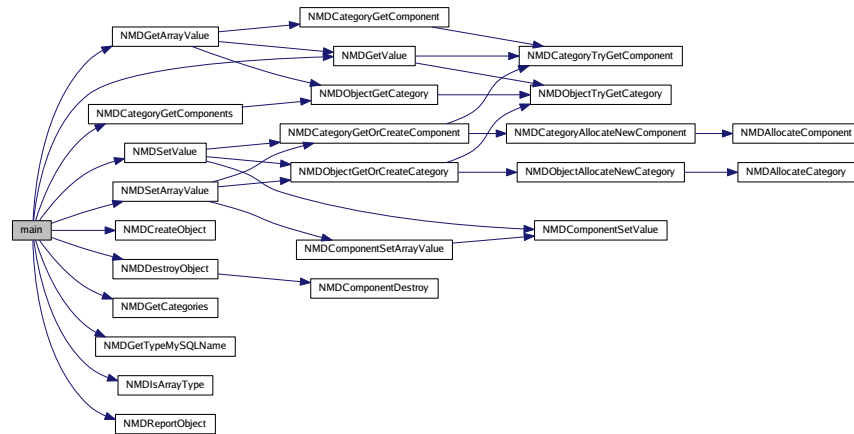 NMDCategoryGetComponent
NMDGetArrayValue
NMDGetValue
NMDCategoryTryGetComponent
NMDObjectGetCategory
NMDObjectTryGetCategory
NMDCategoryGetComponents
NMDCategoryGetOrCreateComponent
NMDCategoryAllocateNewComponent
NMDAllocateComponent
NMDSetValue
NMDObjectGetOrCreateCategory
NMDObjectAllocateNewCategory
NMDAllocateCategory
NMDSetArrayValue
main
NMDCreateObject
NMDComponentSetValue
NMDComponentSetArrayValue
NMDDestroyObject
NMDComponentDestroy
NMDGetCategories
NMDGetTypeMySQLName
NMDIsArrayType
NMDReportObject